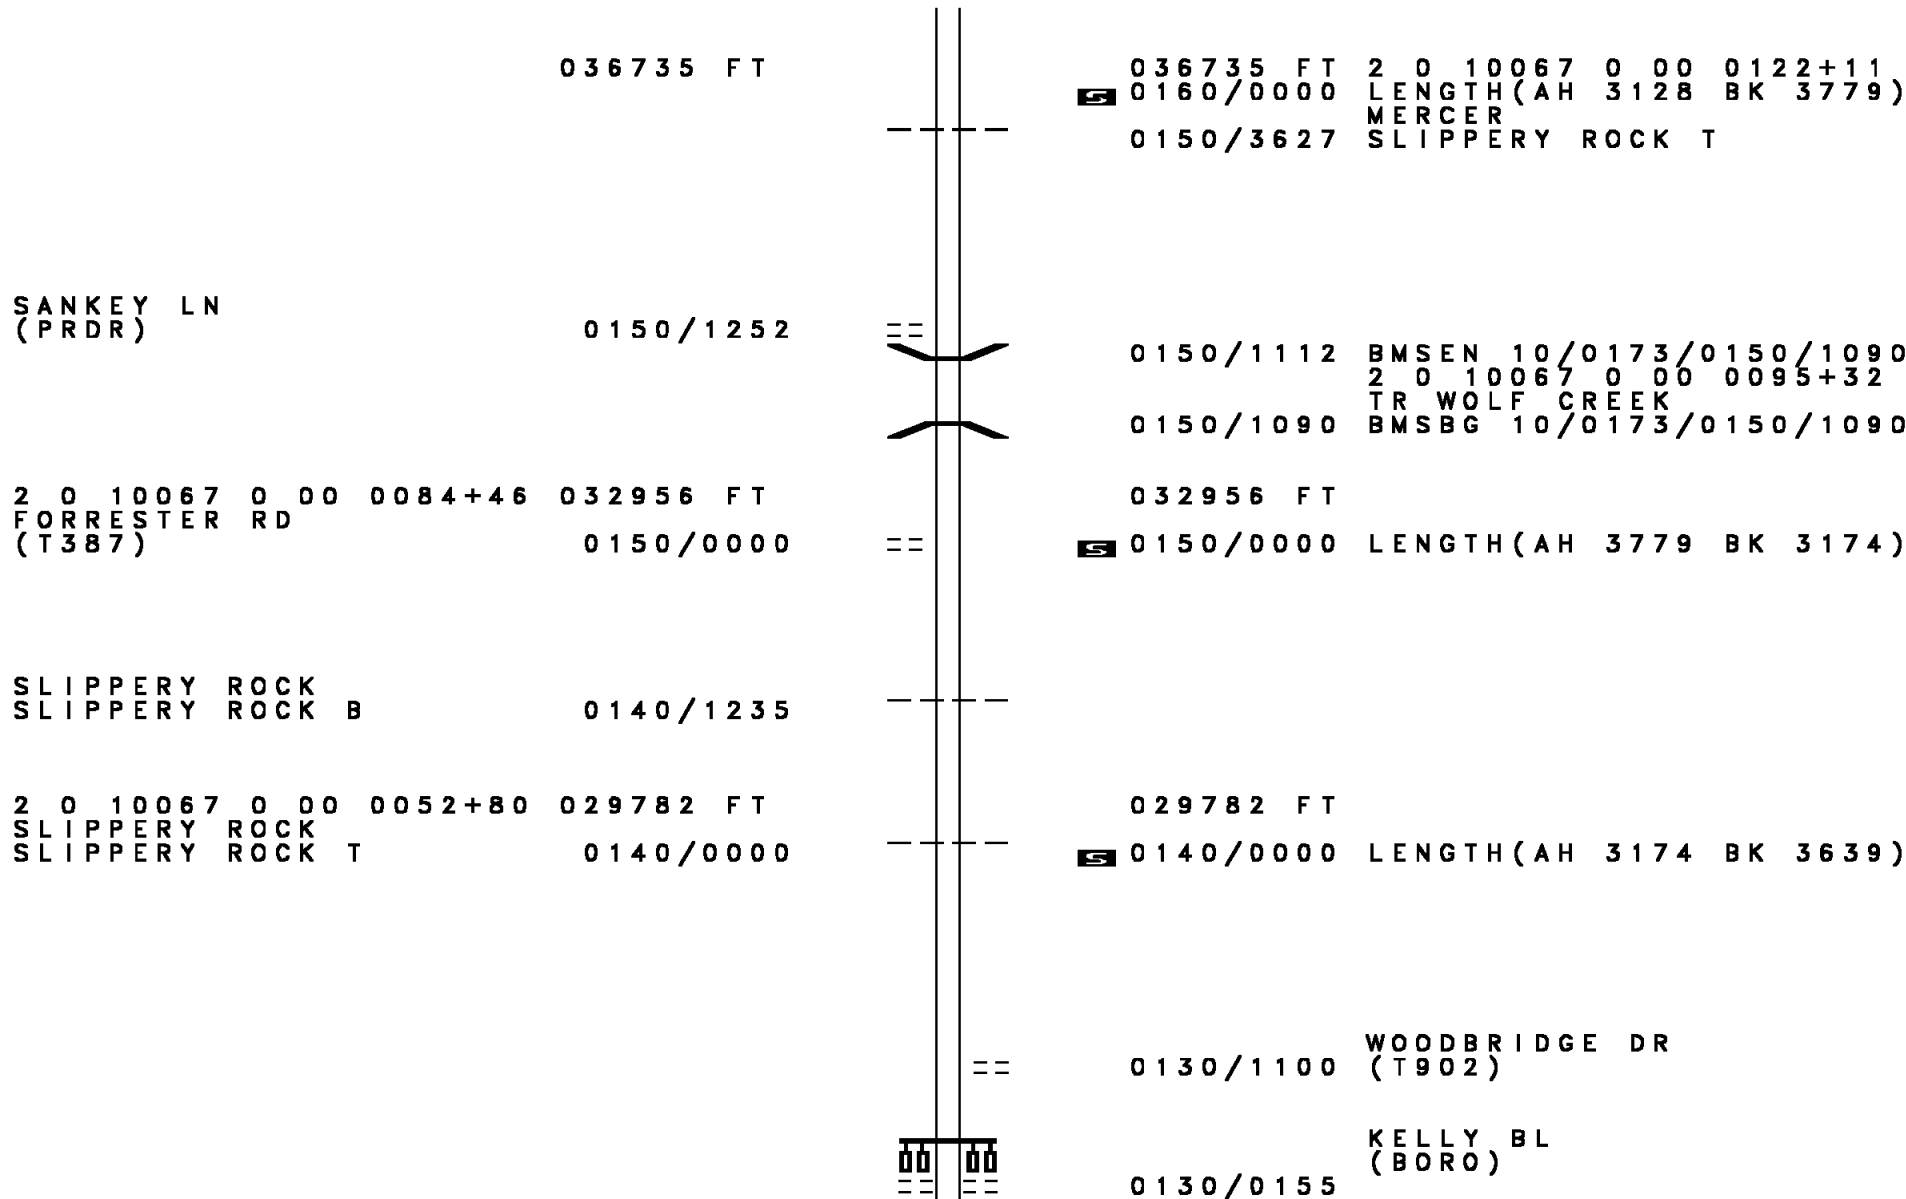 036735 FT 036735 FT 2 0 10067 0 00 0122+11
S 0160/0000 LENGTH(AH 3128 BK 3779)
MERCER
0150/3627 SLIPPERY ROCK T
SANKEY LN
(PRDR) 0150/1252
0150/1112 BMSEN 10/0173/0150/1090
2 0 10067 0 00 0095+32
TR WOLF CREEK
0150/1090 BMSBG 10/0173/0150/1090
2 0 10067 0 00 0084+46 032956 FT 032956 FT
FORRESTER RD
(T387) 0150/0000 S 0150/0000 LENGTH(AH 3779 BK 3174)
SLIPPERY ROCK
SLIPPERY ROCK B 0140/1235
2 0 10067 0 00 0052+80 029782 FT 029782 FT
SLIPPERY ROCK
SLIPPERY ROCK T 0140/0000 S 0140/0000 LENGTH(AH 3174 BK 3639)
WOODBRIDGE DR
0130/1100 (T902)
KELLY BL
(BORO)
0130/0155